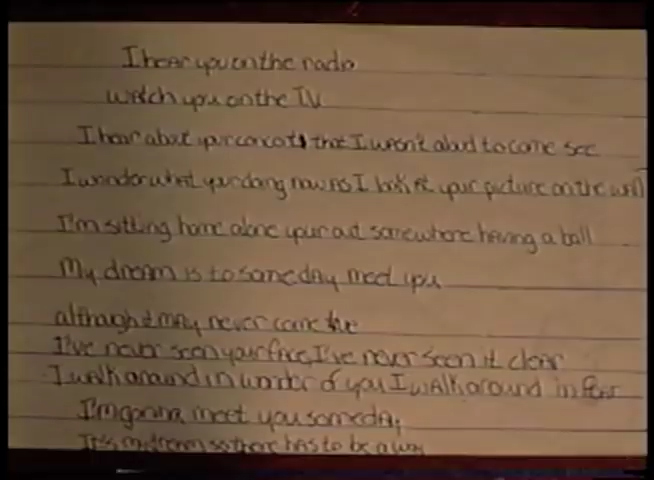 I hear you on the radio
watch you on the TV
I hear about your concerts that I wasn't aloud to come see
I wonder what your doing now as I look at your picture on the wall
I'm sitting home alone your out somewhere having a ball
My dream is to someday meet you
although it may never come true
I've never seen your face, I've never seen it clear
I walk around in wonder of you I walk around in fear
I'm gonna meet you someday
It's my dream so there has to be a way